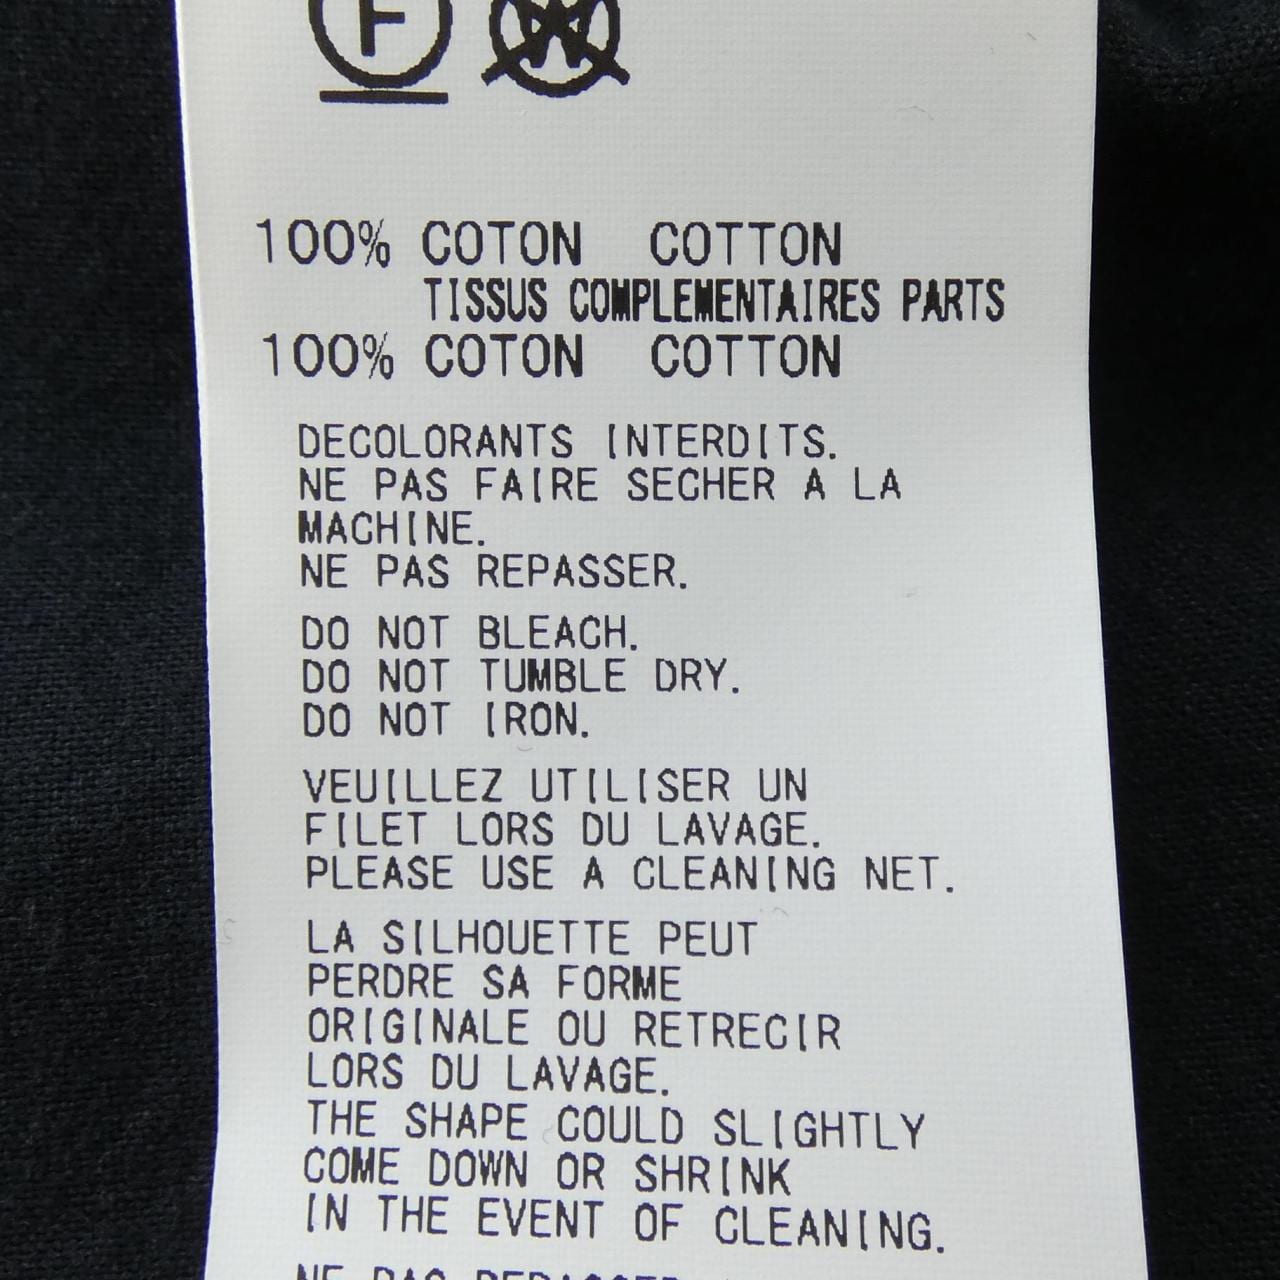 F W
100% COTON COTTON
TISSUS COMPLEMENTAIRES PARTS
100% COTON COTTON
DECOLORANTS INTERDITS.
NE PAS FAIRE SECHER A LA
MACHINE.
NE PAS REPASSER.
DO NOT BLEACH.
DO NOT TUMBLE DRY.
DO NOT IRON.
VEUILLEZ UTILISER UN
FILET LORS DU LAVAGE.
PLEASE USE A CLEANING NET.
LA SILHOUETTE PEUT
PERDRE SA FORME
ORIGINALE OU RETRECIR
LORS DU LAVAGE.
THE SHAPE COULD SLIGHTLY
COME DOWN OR SHRINK
IN THE EVENT OF CLEANING.
NE PAS REPASSER